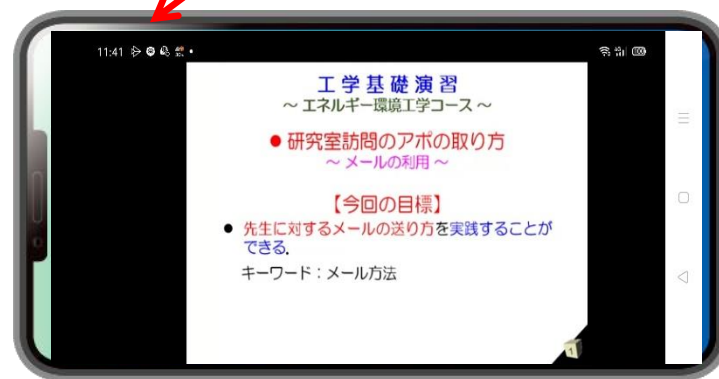 11:41
工学基礎演習
～ エネルギー環境工学コース ～
● 研究室訪問のアポの取り方
～ メールの利用 ～
【今回の目標】
● 先生に対するメールの送り方を実践することが
できる.
キーワード：メール方法
1